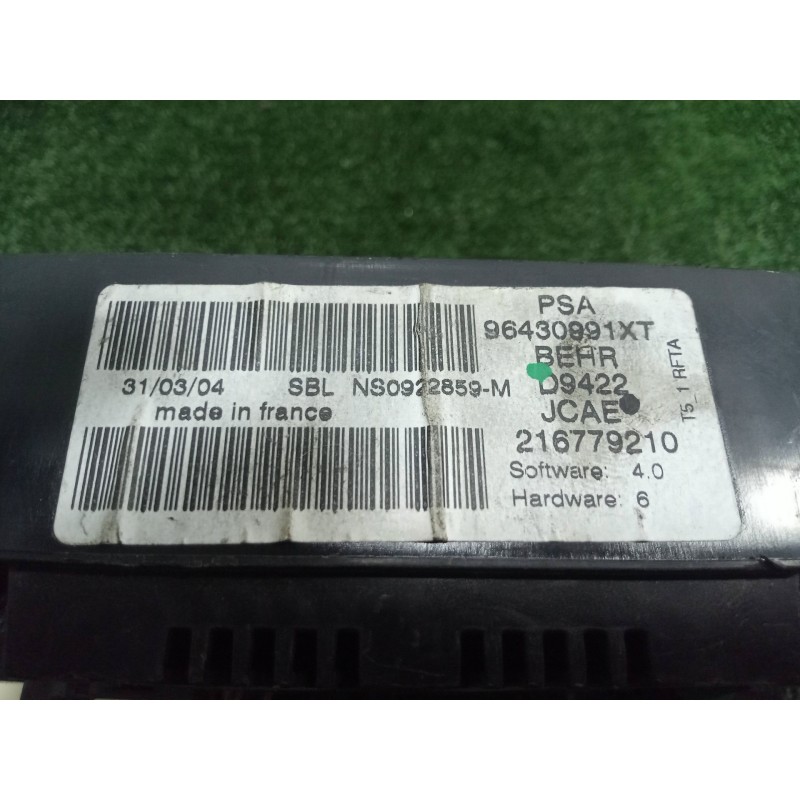 PSA
96430991XT
BEHR
D9422
JCAE
216779210
Software: 4.0
Hardware: 6
31/03/04 SBL NS0922859-M
made in france
T5_1 RFTA